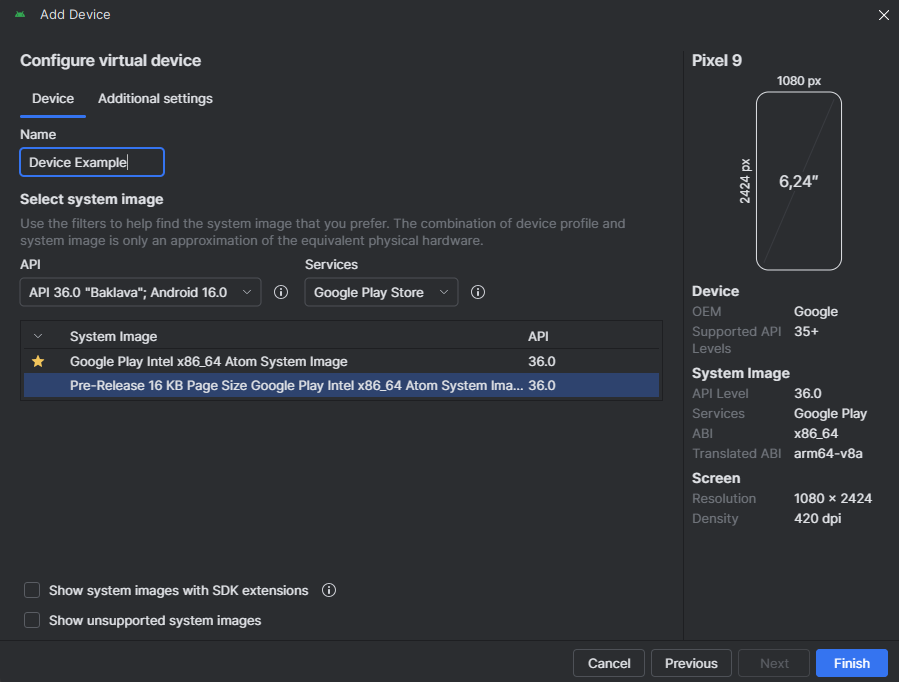 Add Device
Configure virtual device
Device
Additional settings
Name
Device Example
Select system image
Use the filters to help find the system image that you prefer. The combination of device profile and
system image is only an approximation of the equivalent physical hardware.
API
Services
API 36.0 "Baklava"; Android 16.0
Google Play Store
System Image API
Google Play Intel x86_64 Atom System Image 36.0
Pre-Release 16 KB Page Size Google Play Intel x86_64 Atom System Ima... 36.0
Show system images with SDK extensions
Show unsupported system images
Pixel 9
1080 px
2424 px
6,24"
Device
OEM Google
Supported API 35+
Levels
System Image
API Level 36.0
Services Google Play
ABI x86_64
Translated ABI arm64-v8a
Screen
Resolution 1080 × 2424
Density 420 dpi
Cancel
Previous
Next
Finish